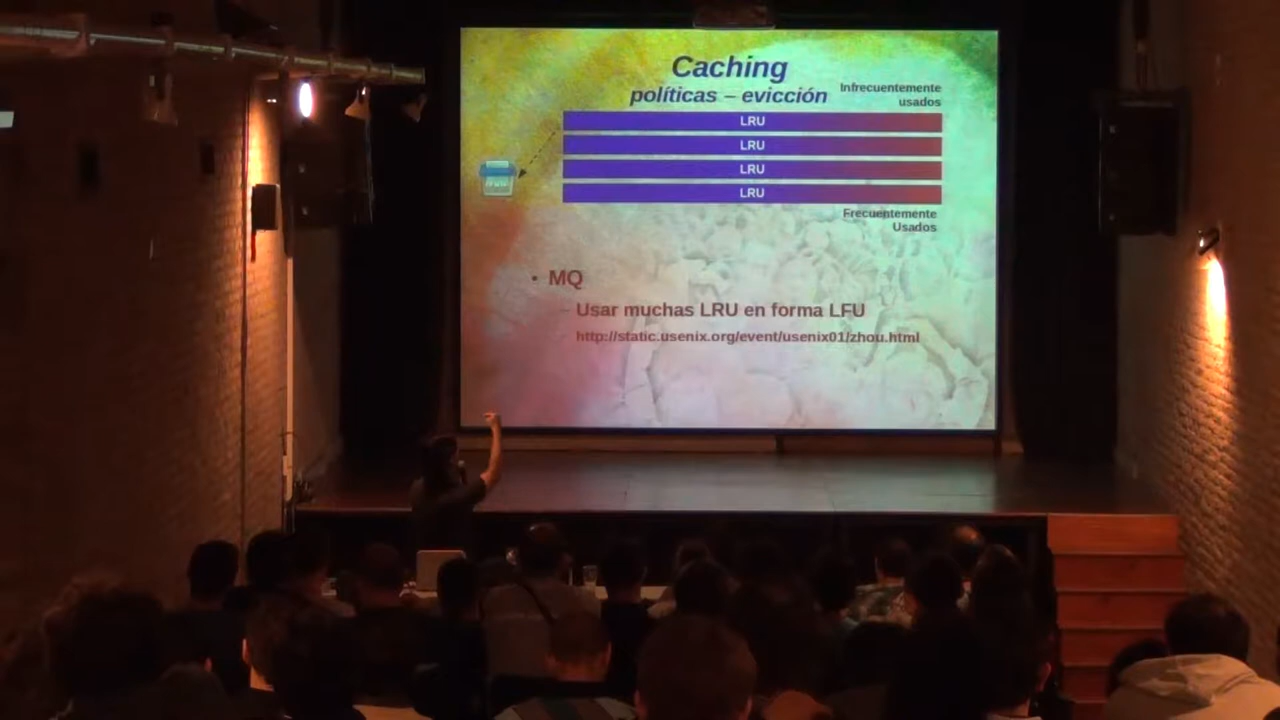 Caching
políticas – evicción
Infrecuentemente
usados
LRU
LRU
LRU
LRU
Frecuentemente
Usados
• MQ
– Usar muchas LRU en forma LFU
http://static.usenix.org/event/usenix01/zhou.html